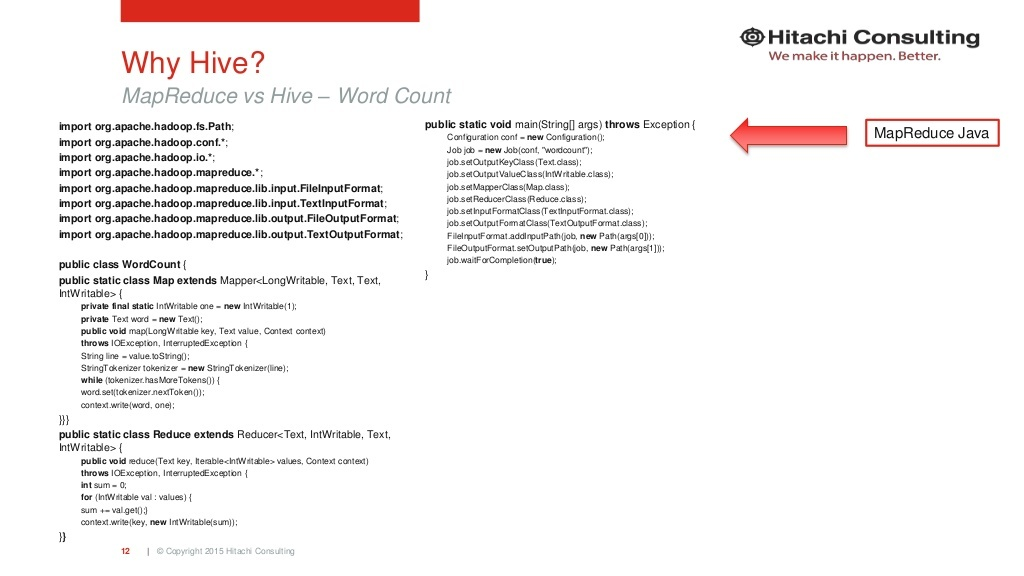 Hitachi Consulting
We make it happen. Better.
Why Hive?
MapReduce vs Hive – Word Count
import org.apache.hadoop.fs.Path;
import org.apache.hadoop.conf.*;
import org.apache.hadoop.io.*;
import org.apache.hadoop.mapreduce.*;
import org.apache.hadoop.mapreduce.lib.input.FileInputFormat;
import org.apache.hadoop.mapreduce.lib.input.TextInputFormat;
import org.apache.hadoop.mapreduce.lib.output.FileOutputFormat;
import org.apache.hadoop.mapreduce.lib.output.TextOutputFormat;
public class WordCount {
public static class Map extends Mapper<LongWritable, Text, Text,
IntWritable> {
private final static IntWritable one = new IntWritable(1);
private Text word = new Text();
public void map(LongWritable key, Text value, Context context)
throws IOException, InterruptedException {
String line = value.toString();
StringTokenizer tokenizer = new StringTokenizer(line);
while (tokenizer.hasMoreTokens()) {
word.set(tokenizer.nextToken());
context.write(word, one);
}}}
public static class Reduce extends Reducer<Text, IntWritable, Text,
IntWritable> {
public void reduce(Text key, Iterable<IntWritable> values, Context context)
throws IOException, InterruptedException {
int sum = 0;
for (IntWritable val : values) {
sum += val.get();}
context.write(key, new IntWritable(sum));
}}
public static void main(String[] args) throws Exception {
Configuration conf = new Configuration();
Job job = new Job(conf, "wordcount");
job.setOutputKeyClass(Text.class);
job.setOutputValueClass(IntWritable.class);
job.setMapperClass(Map.class);
job.setReducerClass(Reduce.class);
job.setInputFormatClass(TextInputFormat.class);
job.setOutputFormatClass(TextOutputFormat.class);
FileInputFormat.addInputPath(job, new Path(args[0]));
FileOutputFormat.setOutputPath(job, new Path(args[1]));
job.waitForCompletion(true);
}
MapReduce Java
12 | © Copyright 2015 Hitachi Consulting